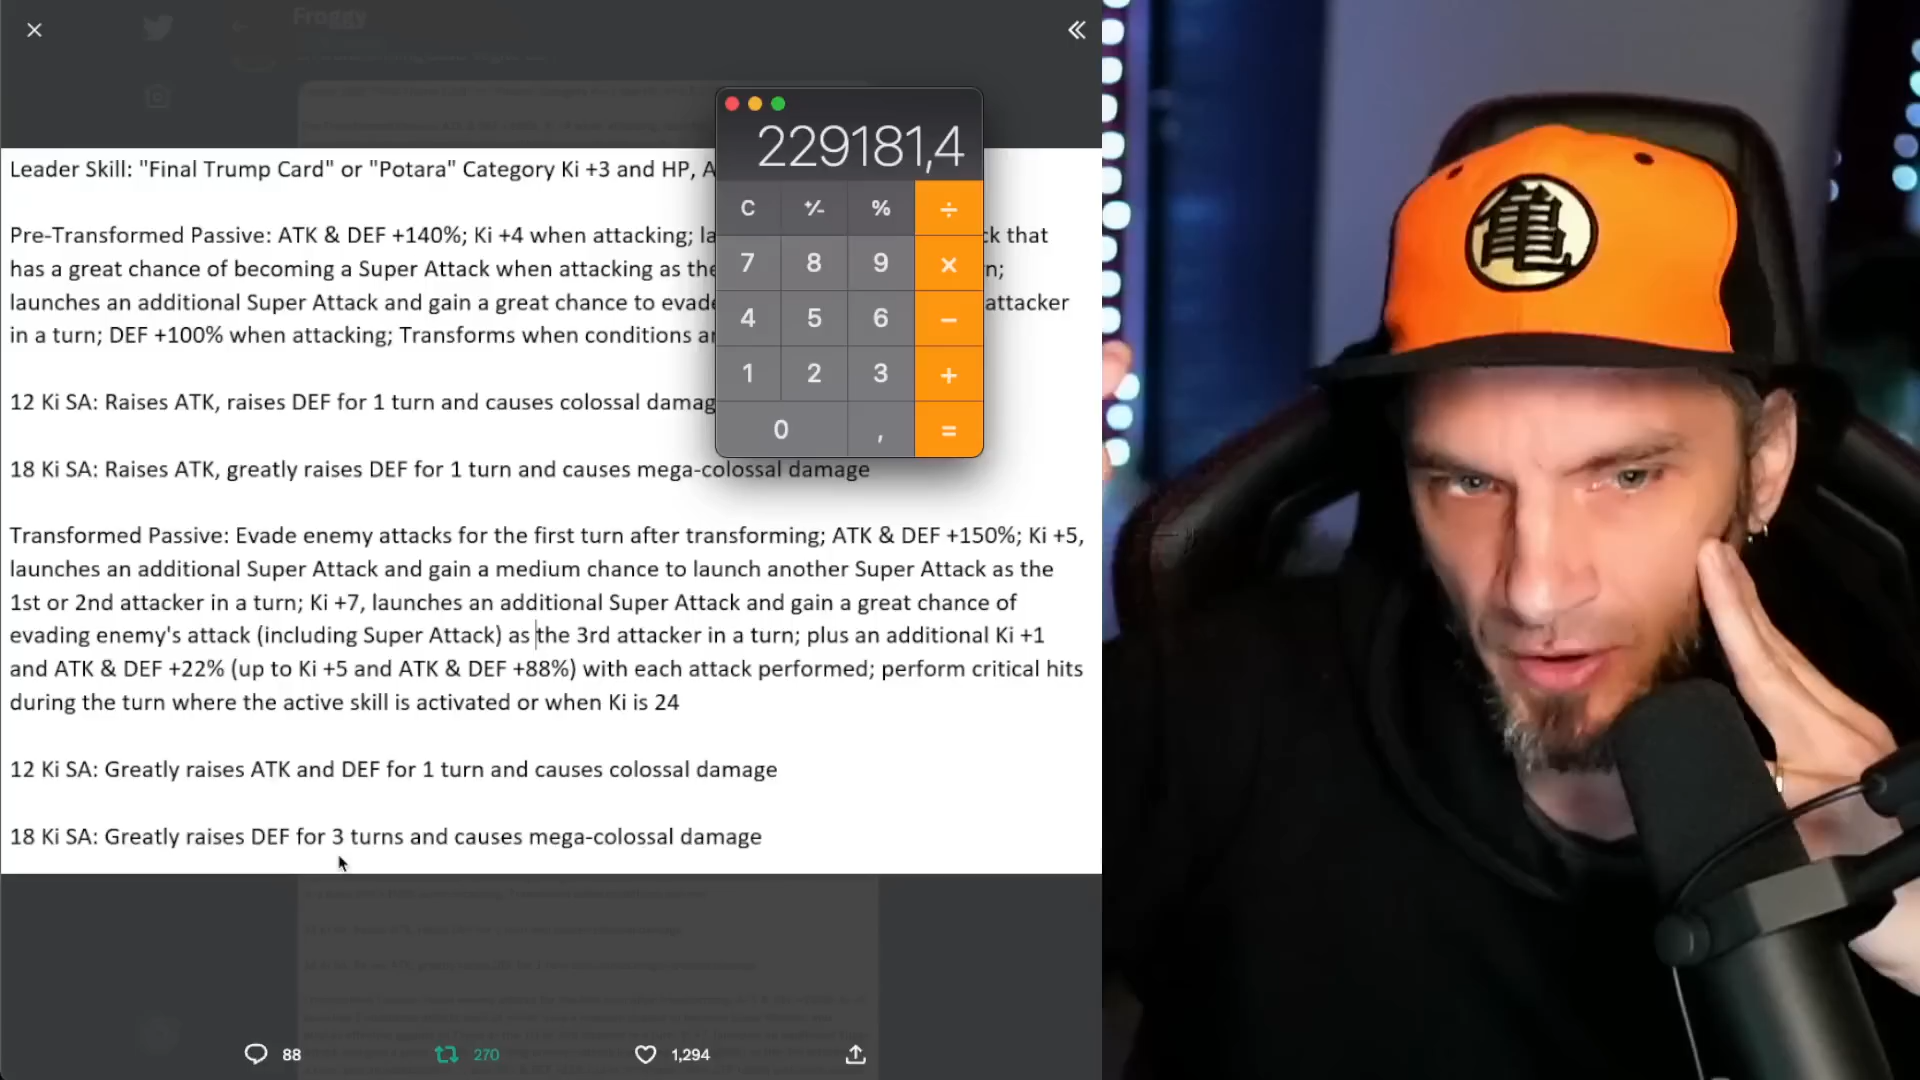 Froggy
229181,4
C +/- % ÷
7 8 9 ×
4 5 6 −
1 2 3 +
0 , =
Leader Skill: "Final Trump Card" or "Potara" Category Ki +3 and HP, A
Pre-Transformed Passive: ATK & DEF +140%; Ki +4 when attacking; la ck that
has a great chance of becoming a Super Attack when attacking as the n;
launches an additional Super Attack and gain a great chance to evade attacker
in a turn; DEF +100% when attacking; Transforms when conditions a
12 Ki SA: Raises ATK, raises DEF for 1 turn and causes colossal damag
18 Ki SA: Raises ATK, greatly raises DEF for 1 turn and causes mega-colossal damage
Transformed Passive: Evade enemy attacks for the first turn after transforming; ATK & DEF +150%; Ki +5,
launches an additional Super Attack and gain a medium chance to launch another Super Attack as the
1st or 2nd attacker in a turn; Ki +7, launches an additional Super Attack and gain a great chance of
evading enemy's attack (including Super Attack) as the 3rd attacker in a turn; plus an additional Ki +1
and ATK & DEF +22% (up to Ki +5 and ATK & DEF +88%) with each attack performed; perform critical hits
during the turn where the active skill is activated or when Ki is 24
12 Ki SA: Greatly raises ATK and DEF for 1 turn and causes colossal damage
18 Ki SA: Greatly raises DEF for 3 turns and causes mega-colossal damage
88 270 1,294
亀